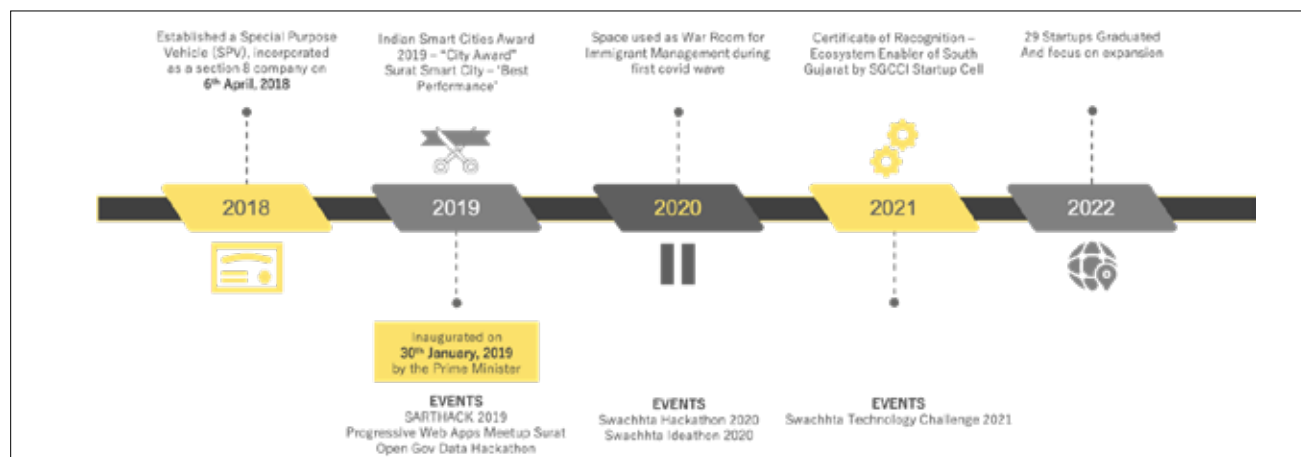 Established a Special Purpose
Vehicle (SPV), incorporated
as a section 8 company on
6th April, 2018
Indian Smart Cities Award
2019 – "City Award"
Surat Smart City – 'Best
Performance'
Space used as War Room for
Immigrant Management during
first covid wave
Certificate of Recognition –
Ecosystem Enabler of South
Gujarat by SGCCI Startup Cell
29 Startups Graduated
And focus on expansion
2018
2019
2020
2021
2022
Inaugurated on
30th January, 2019
by the Prime Minister
EVENTS
SARTHACK 2019
Progressive Web Apps Meetup Surat
Open Gov Data Hackathon
EVENTS
Swachhta Hackathon 2020
Swachhta Ideathon 2020
EVENTS
Swachhta Technology Challenge 2021